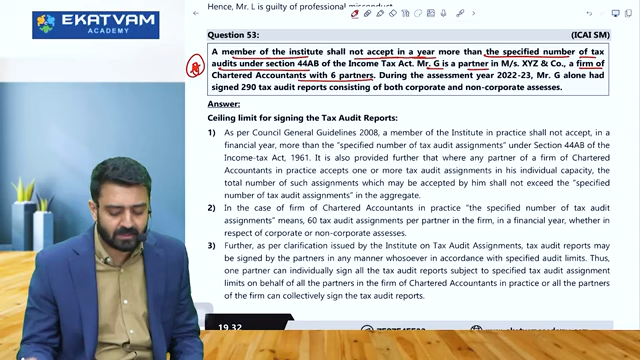 EKATVAM
ACADEMY
Hence, Mr. L is guilty of professional misconduct.
Question 53: (ICAI SM)
A member of the institute shall not accept in a year more than the specified number of tax
audits under section 44AB of the Income Tax Act. Mr. G is a partner in M/s. XYZ & Co., a firm of
Chartered Accountants with 6 partners. During the assessment year 2022-23, Mr. G alone had
signed 290 tax audit reports consisting of both corporate and non-corporate assesses.
Answer:
Ceiling limit for signing the Tax Audit Reports:
1) As per Council General Guidelines 2008, a member of the Institute in practice shall not accept, in a
financial year, more than the "specified number of tax audit assignments" under Section 44AB of the
Income-tax Act, 1961. It is also provided further that where any partner of a firm of Chartered
Accountants in practice accepts one or more tax audit assignments in his individual capacity, the
total number of such assignments which may be accepted by him shall not exceed the "specified
number of tax audit assignments" in the aggregate.
2) In the case of firm of Chartered Accountants in practice "the specified number of tax audit
assignments" means, 60 tax audit assignments per partner in the firm, in a financial year, whether in
respect of corporate or non-corporate assesses.
3) Further, as per clarification issued by the Institute on Tax Audit Assignments, tax audit reports may
be signed by the partners in any manner whosoever in accordance with specified audit limits. Thus,
one partner can individually sign all the tax audit reports subject to specified tax audit assignment
limits on behalf of all the partners in the firm of Chartered Accountants in practice or all the partners
of the firm can collectively sign the tax audit reports.
19.32